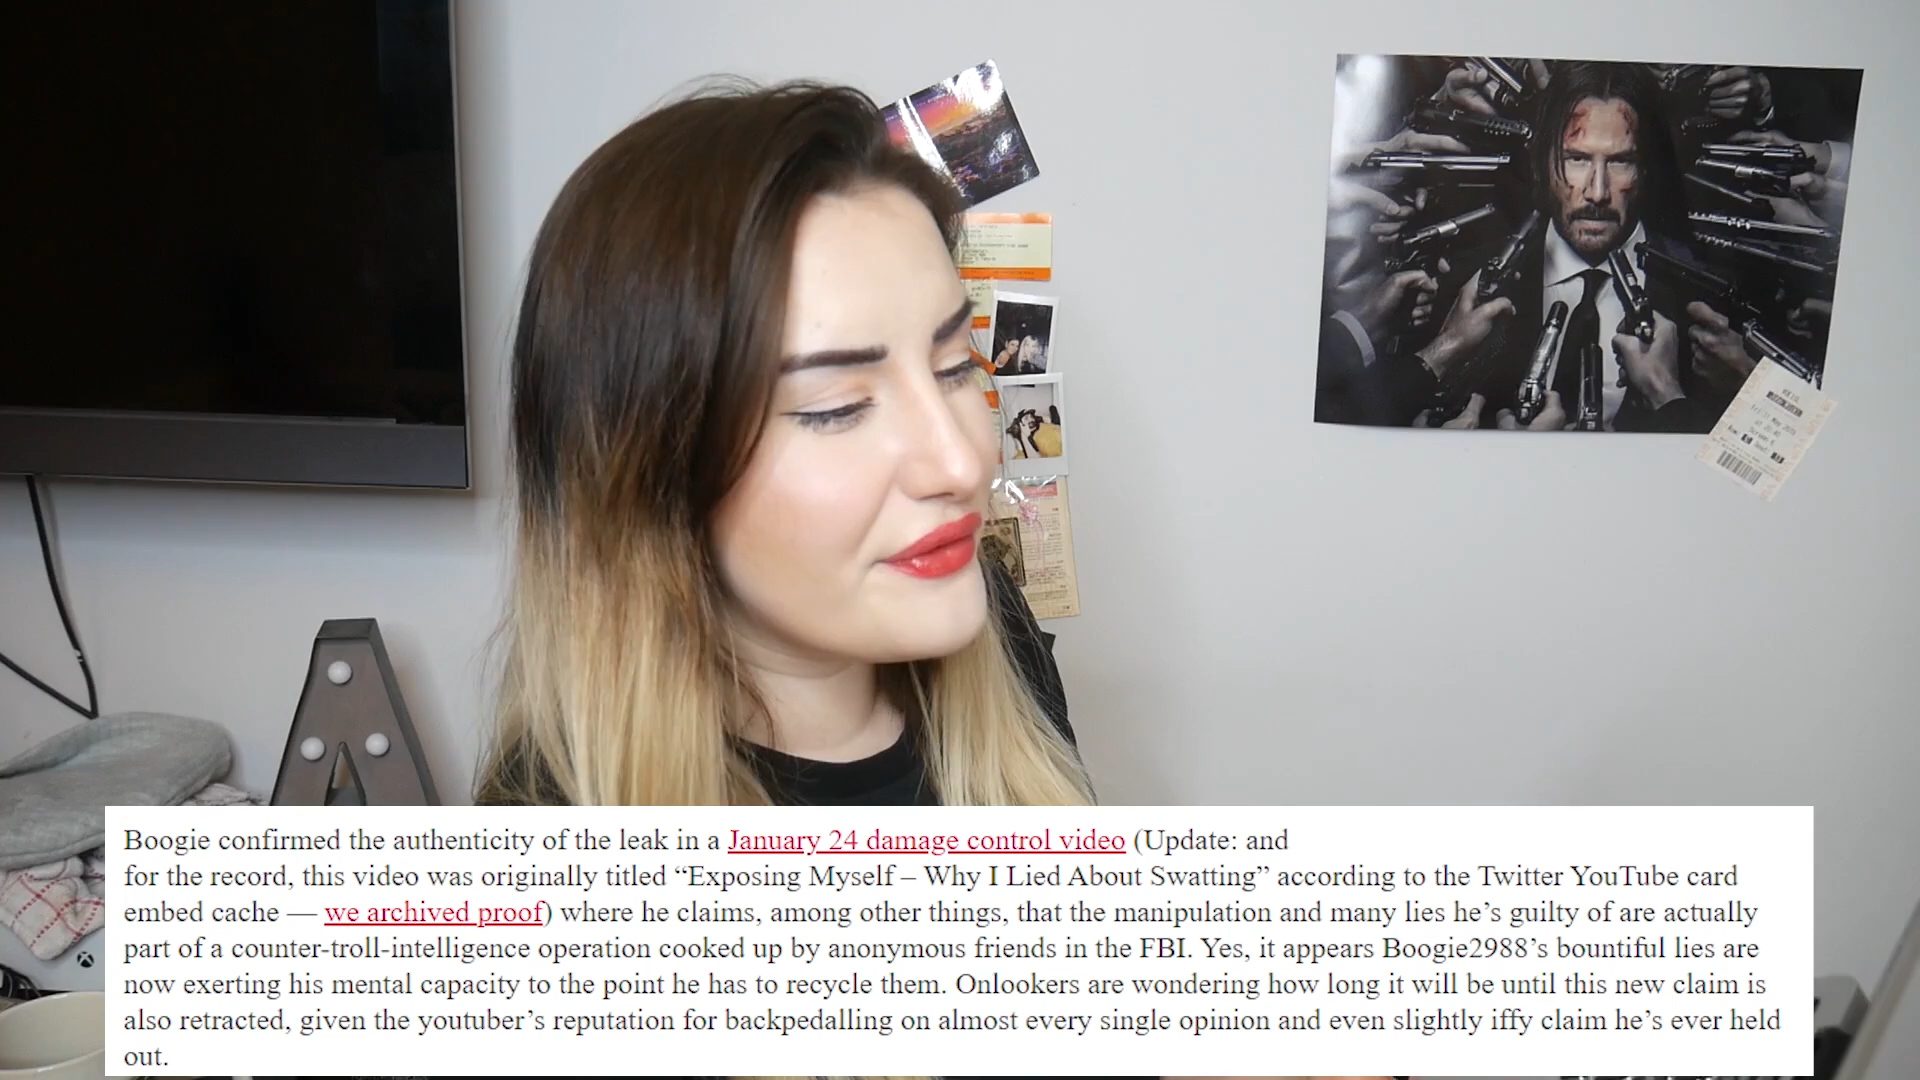 Boogie confirmed the authenticity of the leak in a January 24 damage control video (Update: and
for the record, this video was originally titled “Exposing Myself – Why I Lied About Swatting” according to the Twitter YouTube card
embed cache — we archived proof) where he claims, among other things, that the manipulation and many lies he’s guilty of are actually
part of a counter-troll-intelligence operation cooked up by anonymous friends in the FBI. Yes, it appears Boogie2988’s bountiful lies are
now exerting his mental capacity to the point he has to recycle them. Onlookers are wondering how long it will be until this new claim is
also retracted, given the youtuber’s reputation for backpedalling on almost every single opinion and even slightly iffy claim he’s ever held
out.
A